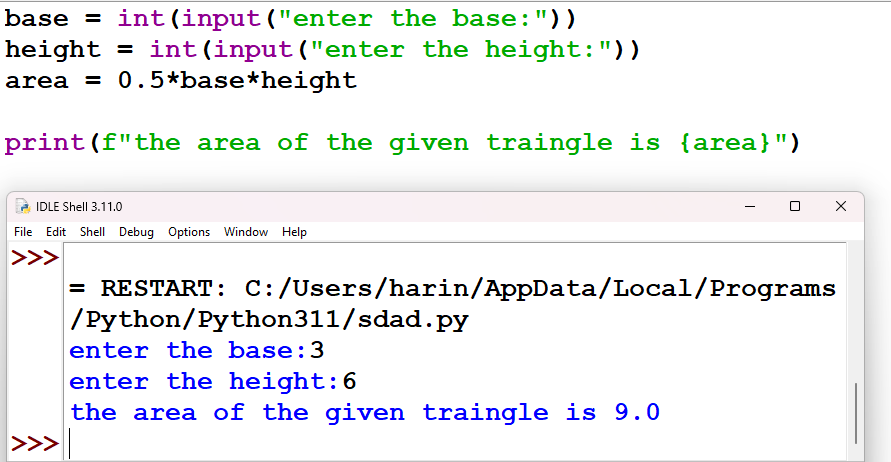 base = int(input("enter the base:"))
height = int(input("enter the height:"))
area = 0.5*base*height
print(f"the area of the given traingle is {area}")
IDLE Shell 3.11.0
File Edit Shell Debug Options Window Help
>>>
= RESTART: C:/Users/harin/AppData/Local/Programs
/Python/Python311/sdad.py
enter the base:3
enter the height:6
the area of the given traingle is 9.0
>>>